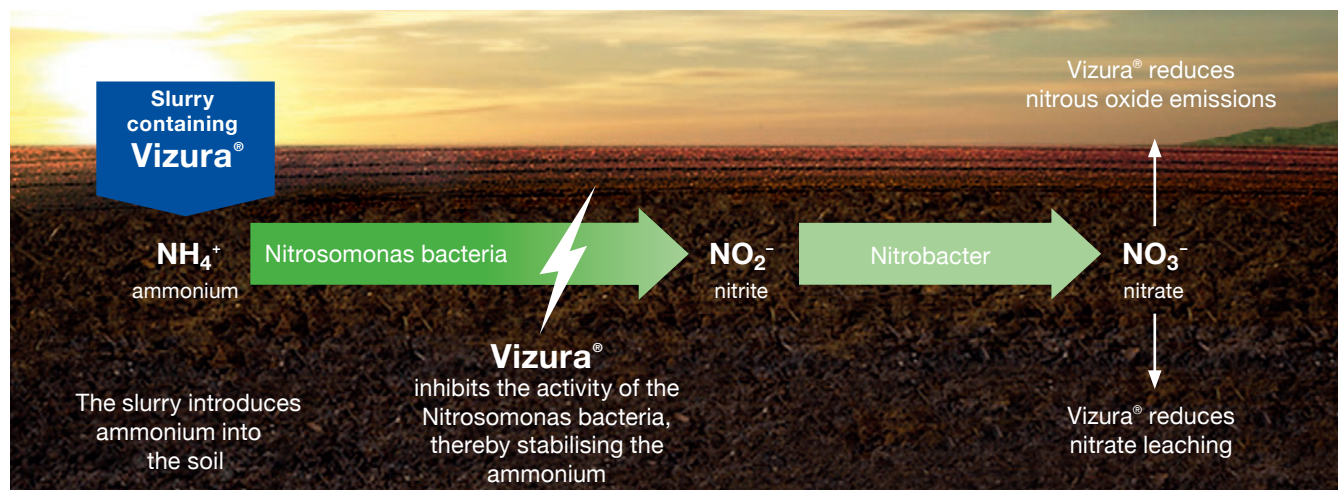 Slurry
containing
Vizura®
NH₄⁺
ammonium
Nitrosomonas bacteria
NO₂⁻
nitrite
Nitrobacter
NO₃⁻
nitrate
Vizura® reduces
nitrous oxide emissions
The slurry introduces
ammonium into
the soil
Vizura®
inhibits the activity of the
Nitrosomonas bacteria,
thereby stabilising the
ammonium
Vizura® reduces
nitrate leaching